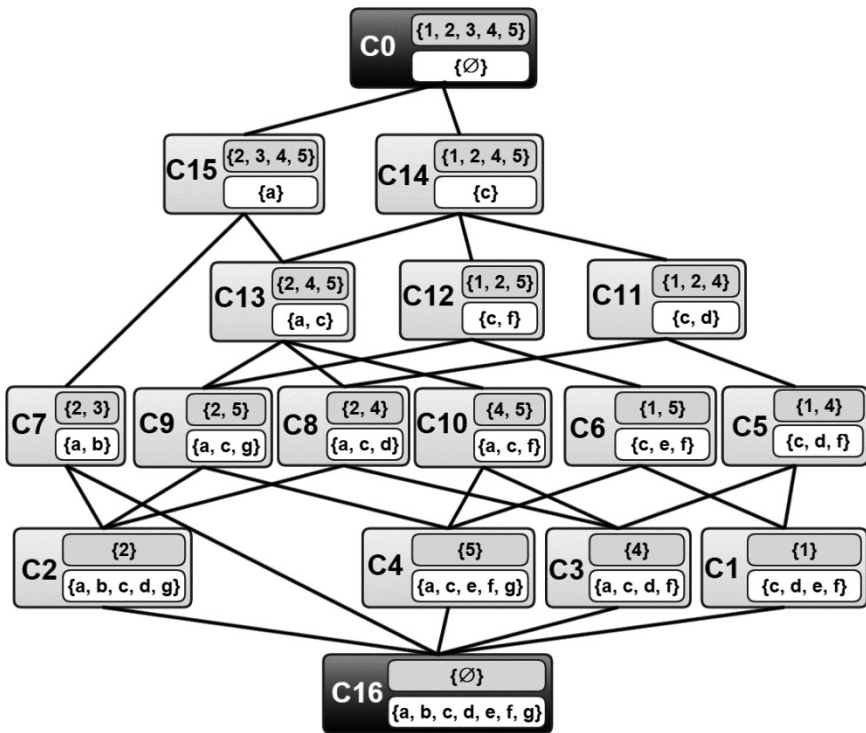 C0
{1, 2, 3, 4, 5}
{∅}
C15
{2, 3, 4, 5}
{a}
C14
{1, 2, 4, 5}
{c}
C13
{2, 4, 5}
{a, c}
C12
{1, 2, 5}
{c, f}
C11
{1, 2, 4}
{c, d}
C7
{2, 3}
{a, b}
C9
{2, 5}
{a, c, g}
C8
{2, 4}
{a, c, d}
C10
{4, 5}
{a, c, f}
C6
{1, 5}
{c, e, f}
C5
{1, 4}
{c, d, f}
C2
{2}
{a, b, c, d, g}
C4
{5}
{a, c, e, f, g}
C3
{4}
{a, c, d, f}
C1
{1}
{c, d, e, f}
C16
{∅}
{a, b, c, d, e, f, g}